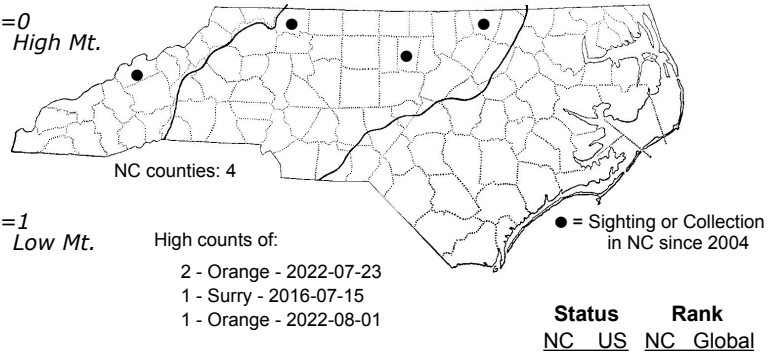 =0
High Mt.
NC counties: 4
=1
Low Mt.
High counts of:
2 - Orange - 2022-07-23
1 - Surry - 2016-07-15
1 - Orange - 2022-08-01
● = Sighting or Collection
in NC since 2004
Status Rank
NC US NC Global